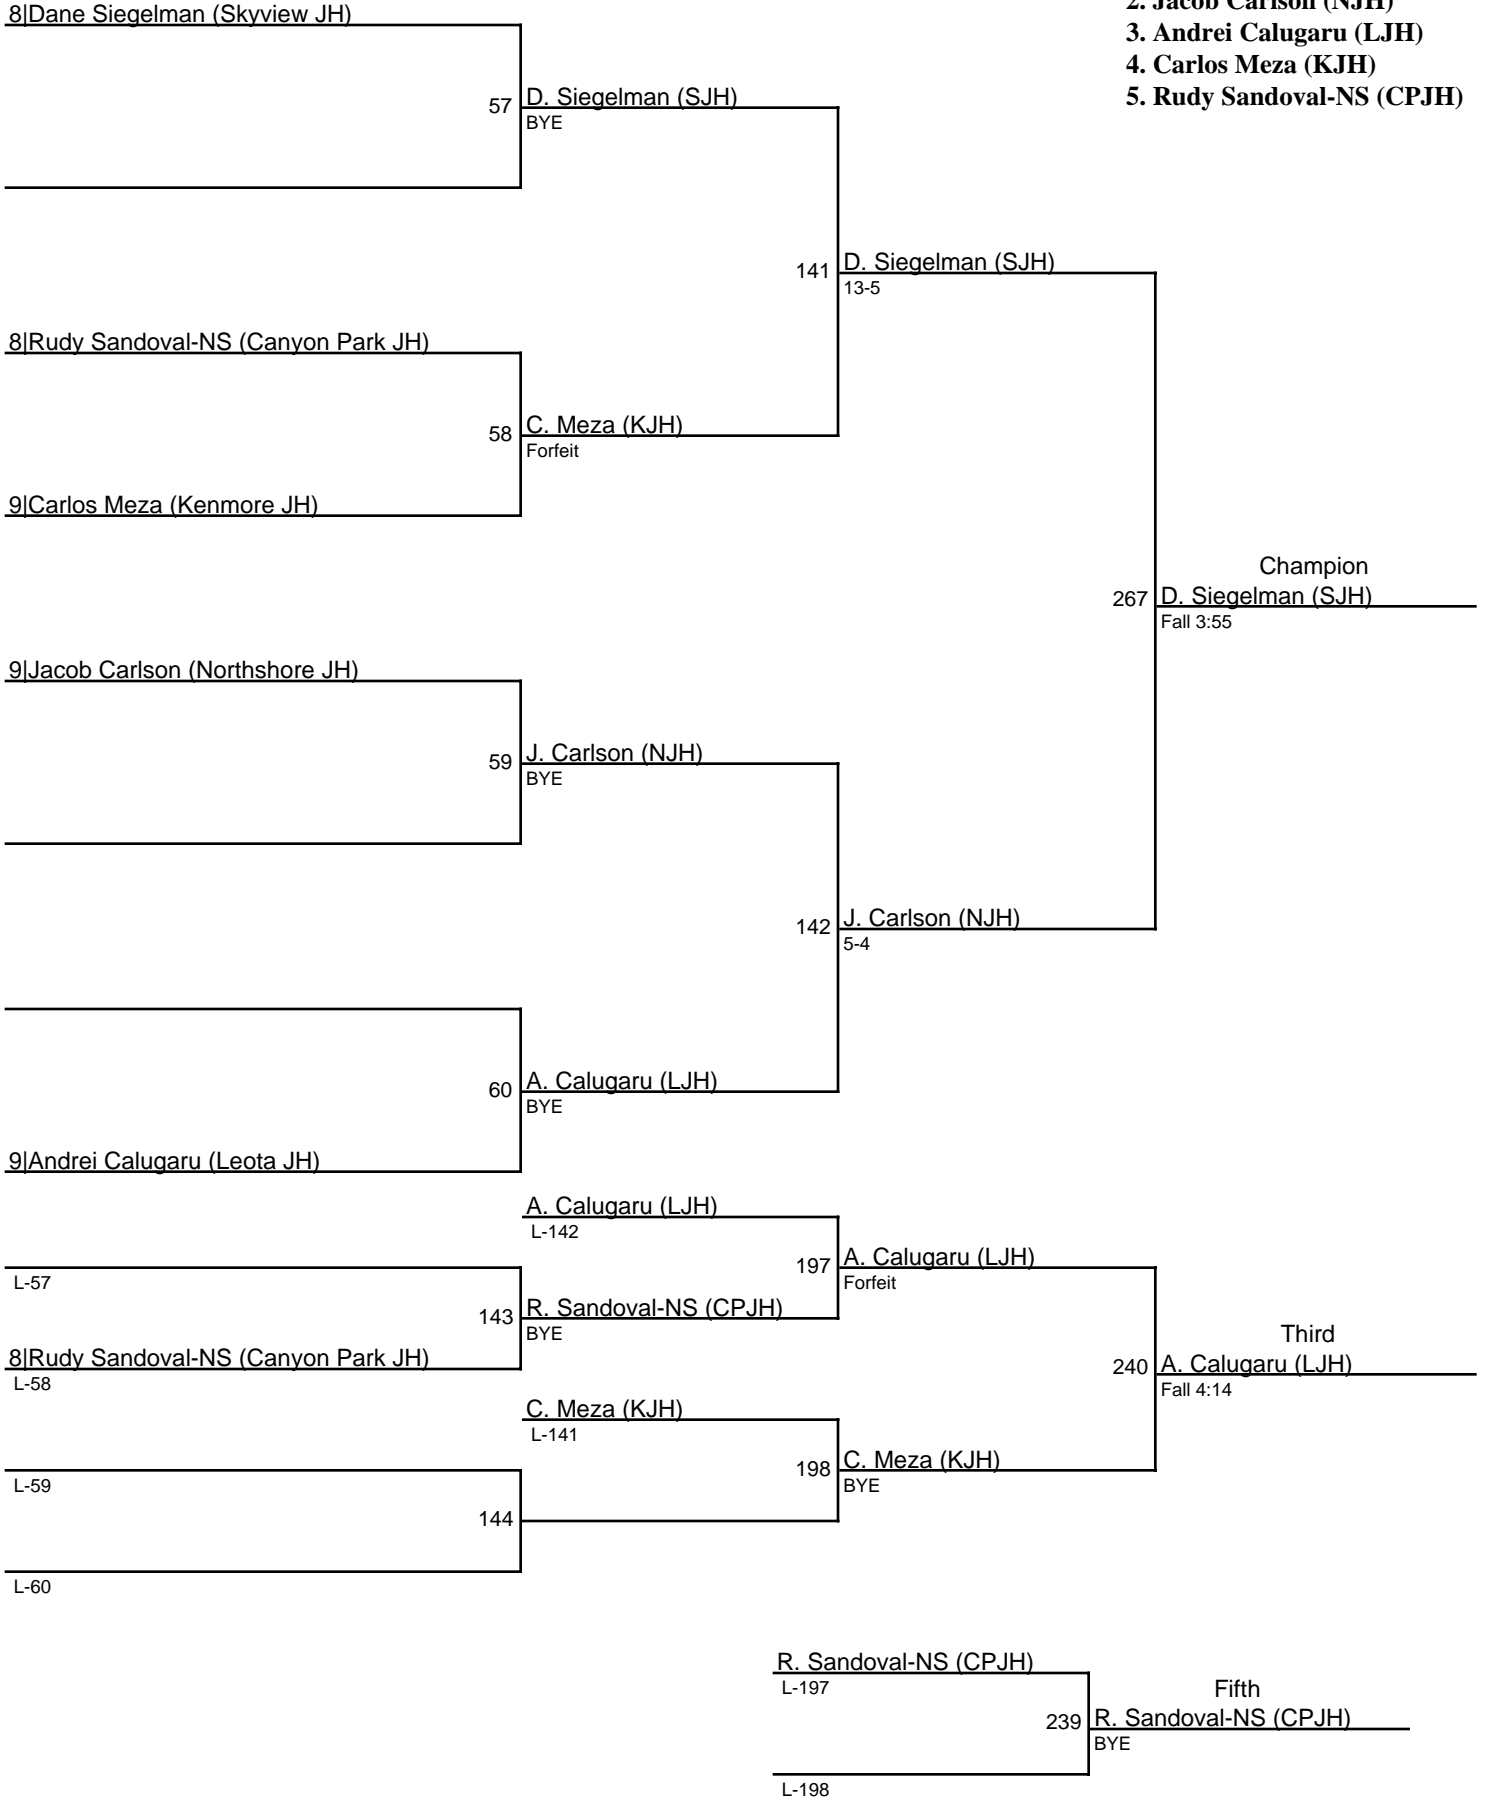 8|Dane Siegelman (Skyview JH)
2. Jacob Carlson (NJH)
3. Andrei Calugaru (LJH)
4. Carlos Meza (KJH)
5. Rudy Sandoval-NS (CPJH)
57 D. Siegelman (SJH)
BYE
141 D. Siegelman (SJH)
13-5
8|Rudy Sandoval-NS (Canyon Park JH)
58 C. Meza (KJH)
Forfeit
9|Carlos Meza (Kenmore JH)
Champion
267 D. Siegelman (SJH)
Fall 3:55
9|Jacob Carlson (Northshore JH)
59 J. Carlson (NJH)
BYE
142 J. Carlson (NJH)
5-4
60 A. Calugaru (LJH)
BYE
9|Andrei Calugaru (Leota JH)
A. Calugaru (LJH)
L-142
197 A. Calugaru (LJH)
Forfeit
L-57
143 R. Sandoval-NS (CPJH)
BYE
Third
8|Rudy Sandoval-NS (Canyon Park JH)
L-58
240 A. Calugaru (LJH)
Fall 4:14
C. Meza (KJH)
L-141
198 C. Meza (KJH)
BYE
L-59
144
L-60
R. Sandoval-NS (CPJH)
L-197
Fifth
239 R. Sandoval-NS (CPJH)
BYE
L-198